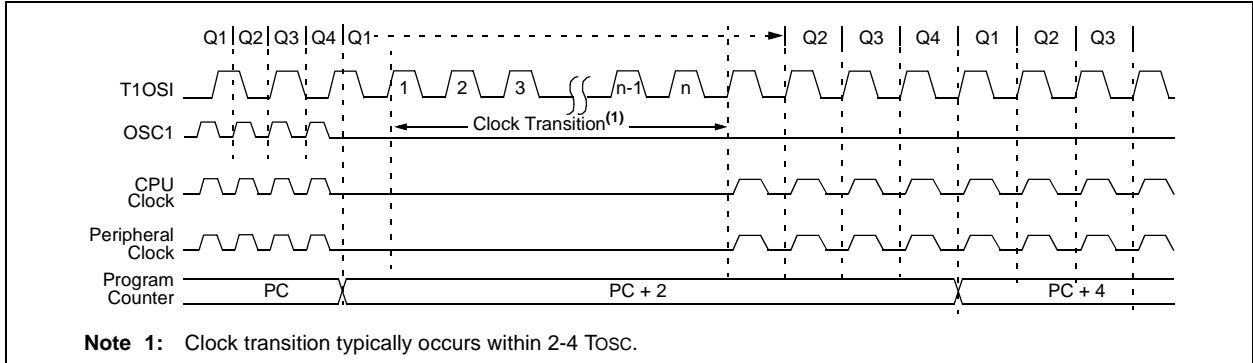 Q1 Q2 Q3 Q4 Q1 Q2 Q3 Q4 Q1 Q2 Q3
T1OSI 1 2 3 n-1 n
Clock Transition(1)
OSC1
CPU
Clock
Peripheral
Clock
Program
Counter
PC PC + 2 PC + 4
Note 1: Clock transition typically occurs within 2-4 TOSC.